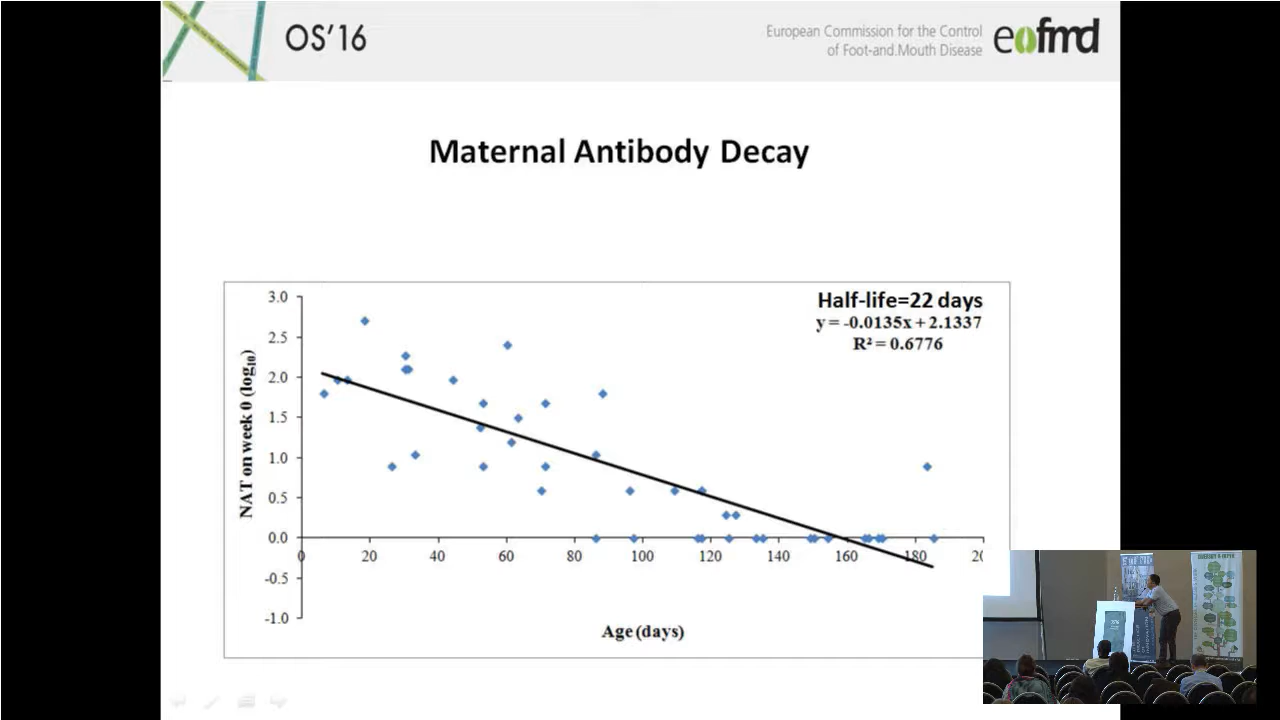 OS'16
European Commission for the Control
of Foot-and-Mouth Disease
eofmd
Maternal Antibody Decay
Half-life=22 days
y = -0.0135x + 2.1337
R² = 0.6776
NAT on week 0 (log₁₀)
3.0
2.5
2.0
1.5
1.0
0.5
0.0
-0.5
-1.0
0 20 40 60 80 100 120 140 160 180 20
Age (days)